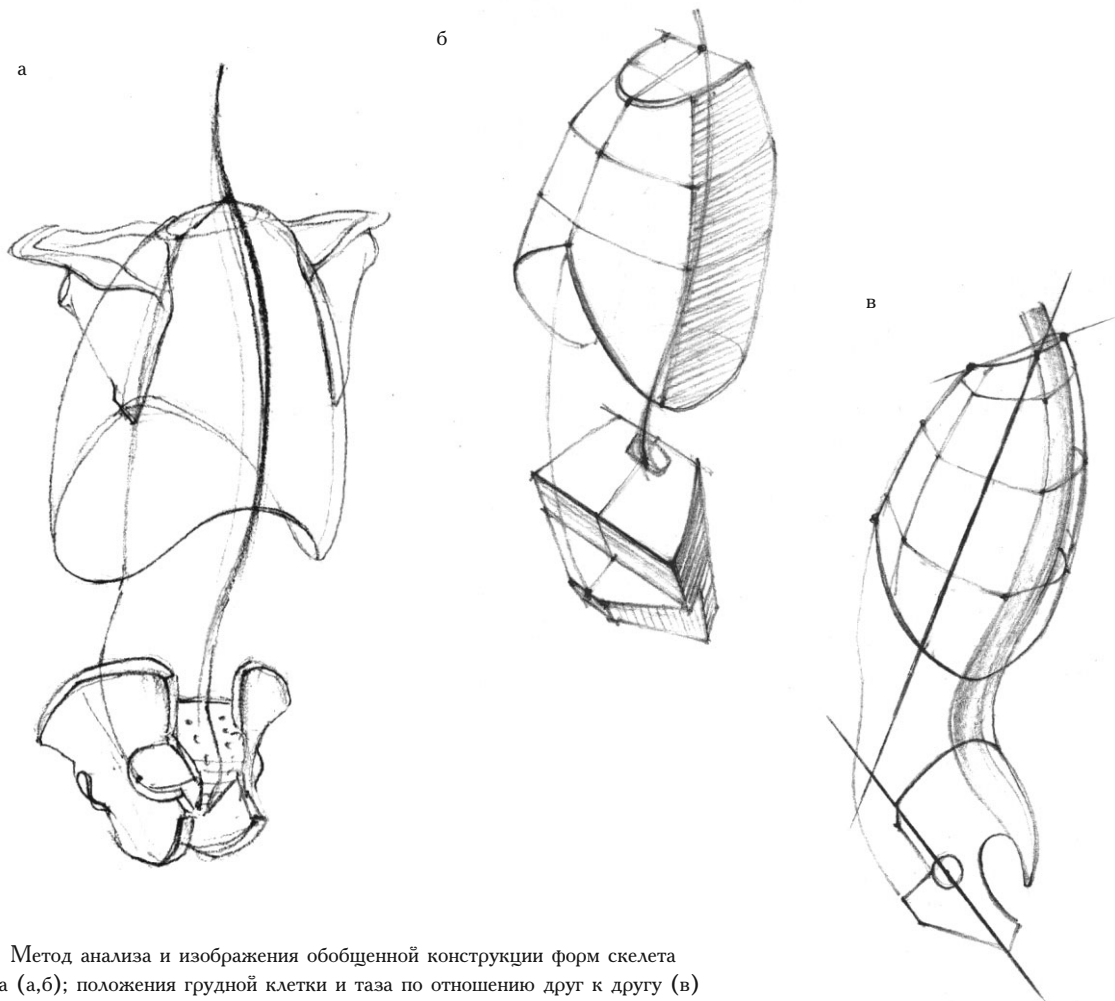 а
б
в
Метод анализа и изображения обобщенной конструкции форм скелета
а (а,б); положения грудной клетки и таза по отношению друг к другу (в)